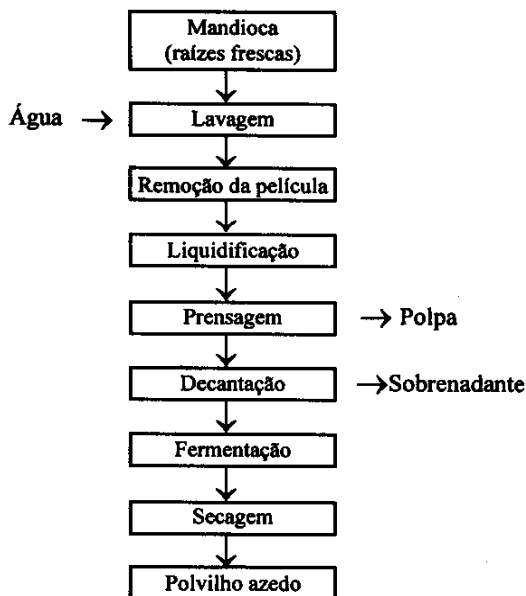 Mandioca
(raízes frescas)
Água → Lavagem
Remoção da película
Liquidificação
Prensagem → Polpa
Decantação → Sobrenadante
Fermentação
Secagem
Polvilho azedo